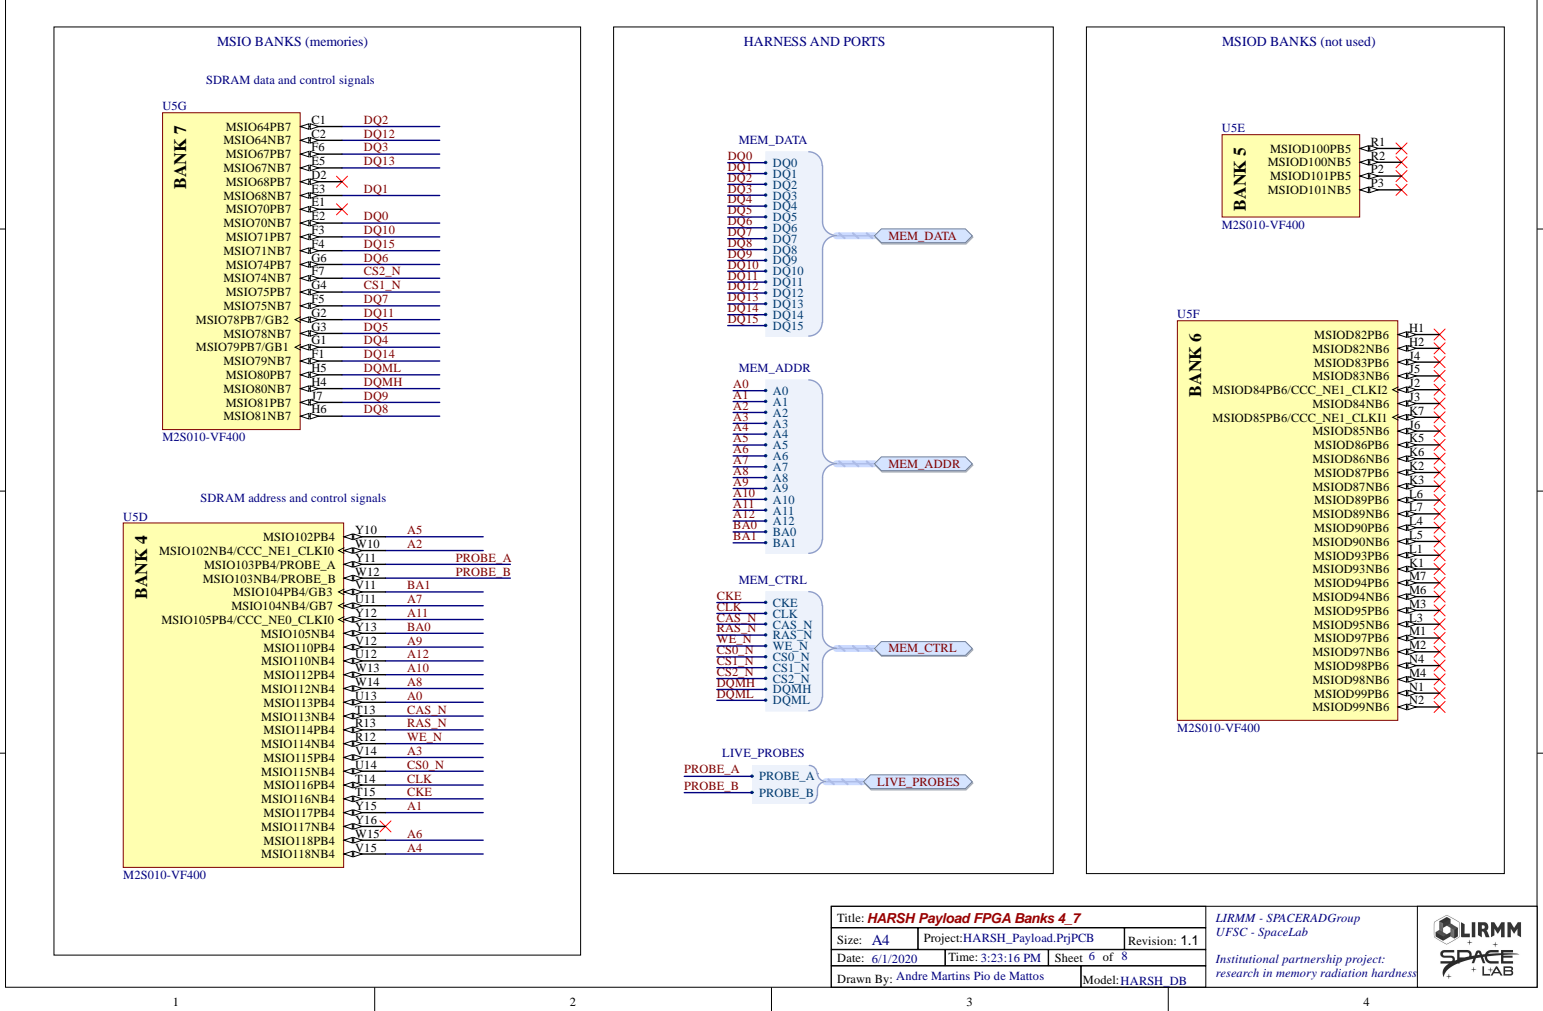 MSIO BANKS (memories)
SDRAM data and control signals
U5G
BANK 7
MSIO64PB7 C1 DQ2
MSIO64NB7 C2 DQ12
MSIO67PB7 F6 DQ3
MSIO67NB7 E5 DQ13
MSIO68PB7 D2
MSIO68NB7 E3 DQ1
MSIO70PB7 E1
MSIO70NB7 E2 DQ0
MSIO71PB7 F3 DQ10
MSIO71NB7 F4 DQ15
MSIO74PB7 G6 DQ6
MSIO74NB7 F7 CS2_N
MSIO75PB7 G4 CS1_N
MSIO75NB7 F5 DQ7
MSIO78PB7/GB2 G2 DQ11
MSIO78NB7 G3 DQ5
MSIO79PB7/GB1 G1 DQ4
MSIO79NB7 F1 DQ14
MSIO80PB7 H5 DQML
MSIO80NB7 H4 DQMH
MSIO81PB7 J7 DQ9
MSIO81NB7 H6 DQ8
M2S010-VF400
SDRAM address and control signals
U5D
BANK 4
MSIO102PB4 Y10 A5
MSIO102NB4/CCC_NE1_CLKI0 W10 A2
MSIO103PB4/PROBE_A Y11 PROBE_A
MSIO103NB4/PROBE_B W12 PROBE_B
MSIO104PB4/GB3 V11 BA1
MSIO104NB4/GB7 U11 A7
MSIO105PB4/CCC_NE0_CLKI0 Y12 A11
MSIO105NB4 Y13 BA0
MSIO110PB4 V12 A9
MSIO110NB4 U12 A12
MSIO112PB4 W13 A10
MSIO112NB4 W14 A8
MSIO113PB4 U13 A0
MSIO113NB4 T13 CAS_N
MSIO114PB4 R13 RAS_N
MSIO114NB4 R12 WE_N
MSIO115PB4 V14 A3
MSIO115NB4 U14 CS0_N
MSIO116PB4 T14 CLK
MSIO116NB4 T15 CKE
MSIO117PB4 Y15 A1
MSIO117NB4 Y16
MSIO118PB4 W15 A6
MSIO118NB4 V15 A4
M2S010-VF400
HARNESS AND PORTS
MEM_DATA
DQ0 DQ0
DQ1 DQ1
DQ2 DQ2
DQ3 DQ3
DQ4 DQ4
DQ5 DQ5
DQ6 DQ6
DQ7 DQ7
DQ8 DQ8
DQ9 DQ9
DQ10 DQ10
DQ11 DQ11
DQ12 DQ12
DQ13 DQ13
DQ14 DQ14
DQ15 DQ15
MEM_DATA
MEM_ADDR
A0 A0
A1 A1
A2 A2
A3 A3
A4 A4
A5 A5
A6 A6
A7 A7
A8 A8
A9 A9
A10 A10
A11 A11
A12 A12
BA0 BA0
BA1 BA1
MEM_ADDR
MEM_CTRL
CKE CKE
CLK CLK
CAS_N CAS_N
RAS_N RAS_N
WE_N WE_N
CS0_N CS0_N
CS1_N CS1_N
CS2_N CS2_N
DQMH DQMH
DQML DQML
MEM_CTRL
LIVE_PROBES
PROBE_A PROBE_A
PROBE_B PROBE_B
LIVE_PROBES
MSIOD BANKS (not used)
U5E
BANK 5
MSIOD100PB5 R1
MSIOD100NB5 R2
MSIOD101PB5 P2
MSIOD101NB5 P3
M2S010-VF400
U5F
BANK 6
MSIOD82PB6 H1
MSIOD82NB6 H2
MSIOD83PB6 J4
MSIOD83NB6 J5
MSIOD84PB6/CCC_NE1_CLKI2 J2
MSIOD84NB6 J3
MSIOD85PB6/CCC_NE1_CLKI1 K7
MSIOD85NB6 J6
MSIOD86PB6 K5
MSIOD86NB6 K6
MSIOD87PB6 K2
MSIOD87NB6 K3
MSIOD89PB6 L6
MSIOD89NB6 L7
MSIOD90PB6 L4
MSIOD90NB6 L5
MSIOD93PB6 L1
MSIOD93NB6 K1
MSIOD94PB6 M7
MSIOD94NB6 M6
MSIOD95PB6 M3
MSIOD95NB6 L3
MSIOD97PB6 M1
MSIOD97NB6 M2
MSIOD98PB6 N4
MSIOD98NB6 M4
MSIOD99PB6 N1
MSIOD99NB6 N2
M2S010-VF400
Title: HARSH Payload FPGA Banks 4_7
Size: A4 Project:HARSH_Payload.PrjPCB Revision: 1.1
Date: 6/1/2020 Time: 3:23:16 PM Sheet 6 of 8
Drawn By: Andre Martins Pio de Mattos Model:HARSH_DB
LIRMM - SPACERADGroup
UFSC - SpaceLab
Institutional partnership project:
research in memory radiation hardness
LIRMM
SPACE
LAB
1 2 3 4